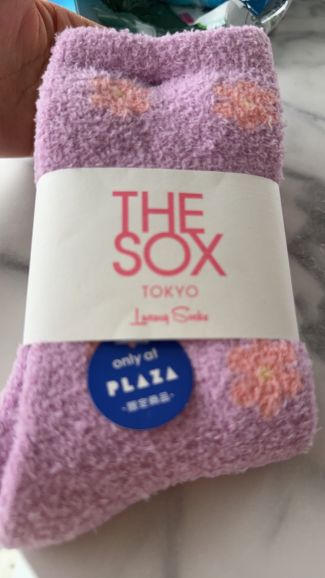 THE
SOX
TOKYO
Luxury Socks
only at
PLAZA
-限定商品-